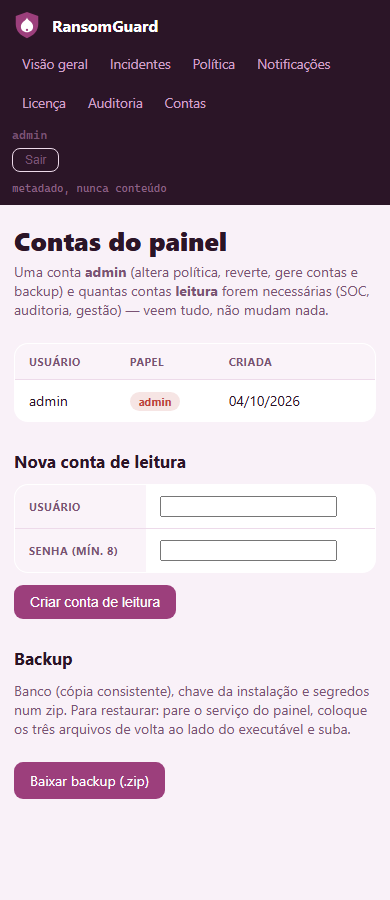 RansomGuard
Visão geral Incidentes Política Notificações
Licença Auditoria Contas
admin
Sair
metadado, nunca conteúdo
Contas do painel
Uma conta admin (altera política, reverte, gere contas e
backup) e quantas contas leitura forem necessárias (SOC,
auditoria, gestão) — veem tudo, não mudam nada.
USUÁRIO PAPEL CRIADA
admin admin 04/10/2026
Nova conta de leitura
USUÁRIO
SENHA (MÍN. 8)
Criar conta de leitura
Backup
Banco (cópia consistente), chave da instalação e segredos
num zip. Para restaurar: pare o serviço do painel, coloque
os três arquivos de volta ao lado do executável e suba.
Baixar backup (.zip)